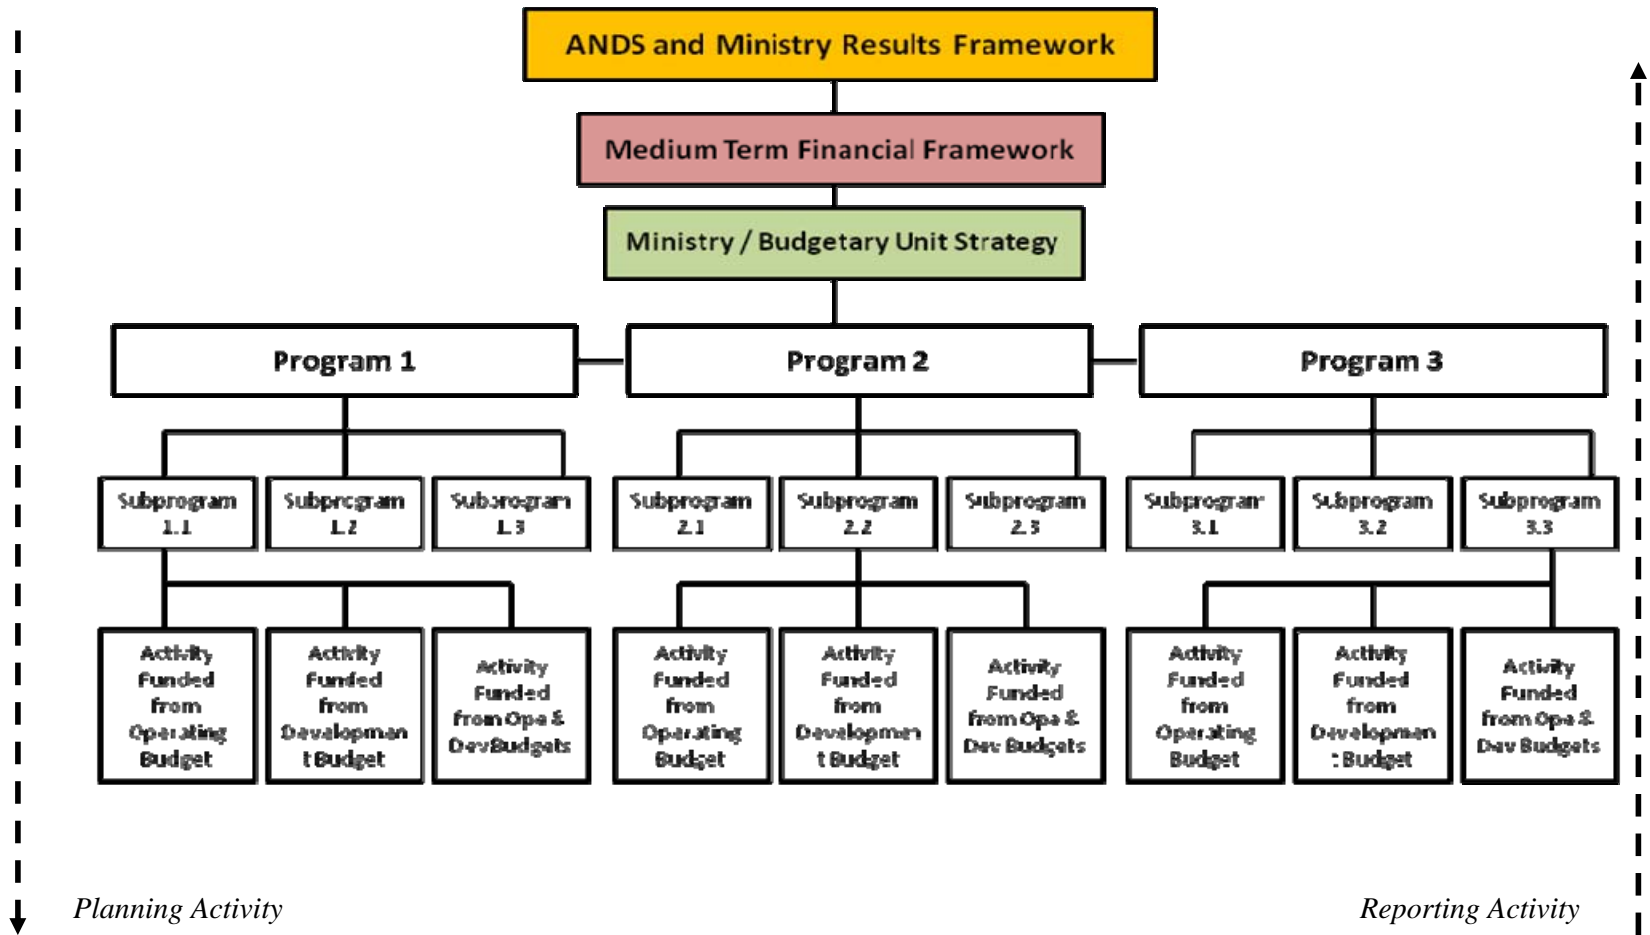 ANDS and Ministry Results Framework
Medium Term Financial Framework
Ministry / Budgetary Unit Strategy
Program 1
Program 2
Program 3
Subprogram
1.1
Subprogram
1.2
Subprogram
1.3
Subprogram
2.1
Subprogram
2.2
Subprogram
2.3
Subprogram
3.1
Subprogram
3.2
Subprogram
3.3
Activity
Funded
from
Operating
Budget
Activity
Funded
from
Developmen
t Budget
Activity
Funded
from Ope &
Dev Budgets
Activity
Funded
from
Operating
Budget
Activity
Funded
from
Developmen
t Budget
Activity
Funded
from Ope &
Dev Budgets
Activity
Funded
from
Operating
Budget
Activity
Funded
from
Developmen
t Budget
Activity
Funded
from Ope &
Dev Budgets
Planning Activity
Reporting Activity